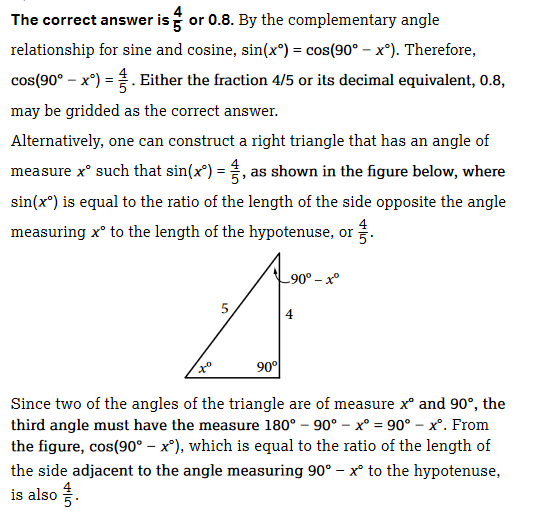 The correct answer is 4/5 or 0.8. By the complementary angle
relationship for sine and cosine, sin(x°) = cos(90° − x°). Therefore,
cos(90° − x°) = 4/5. Either the fraction 4/5 or its decimal equivalent, 0.8,
may be gridded as the correct answer.
Alternatively, one can construct a right triangle that has an angle of
measure x° such that sin(x°) = 4/5, as shown in the figure below, where
sin(x°) is equal to the ratio of the length of the side opposite the angle
measuring x° to the length of the hypotenuse, or 4/5.
90° − x°
5
4
x°
90°
Since two of the angles of the triangle are of measure x° and 90°, the
third angle must have the measure 180° − 90° − x° = 90° − x°. From
the figure, cos(90° − x°), which is equal to the ratio of the length of
the side adjacent to the angle measuring 90° − x° to the hypotenuse,
is also 4/5.